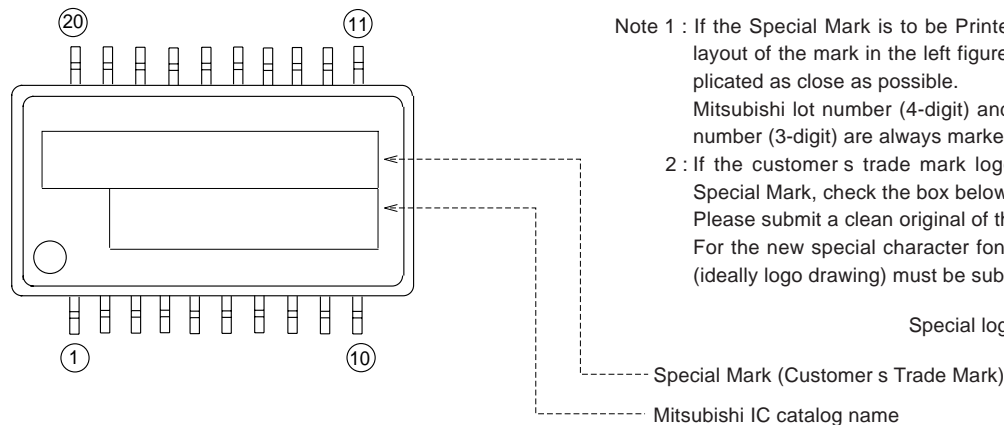 20
11
1
10
Note 1 : If the Special Mark is to be Printe
layout of the mark in the left figure
plicated as close as possible.
Mitsubishi lot number (4-digit) and
number (3-digit) are always marke
2 : If the customer s trade mark log
Special Mark, check the box below
Please submit a clean original of th
For the new special character fon
(ideally logo drawing) must be sub
Special log
Special Mark (Customer s Trade Mark)
Mitsubishi IC catalog name